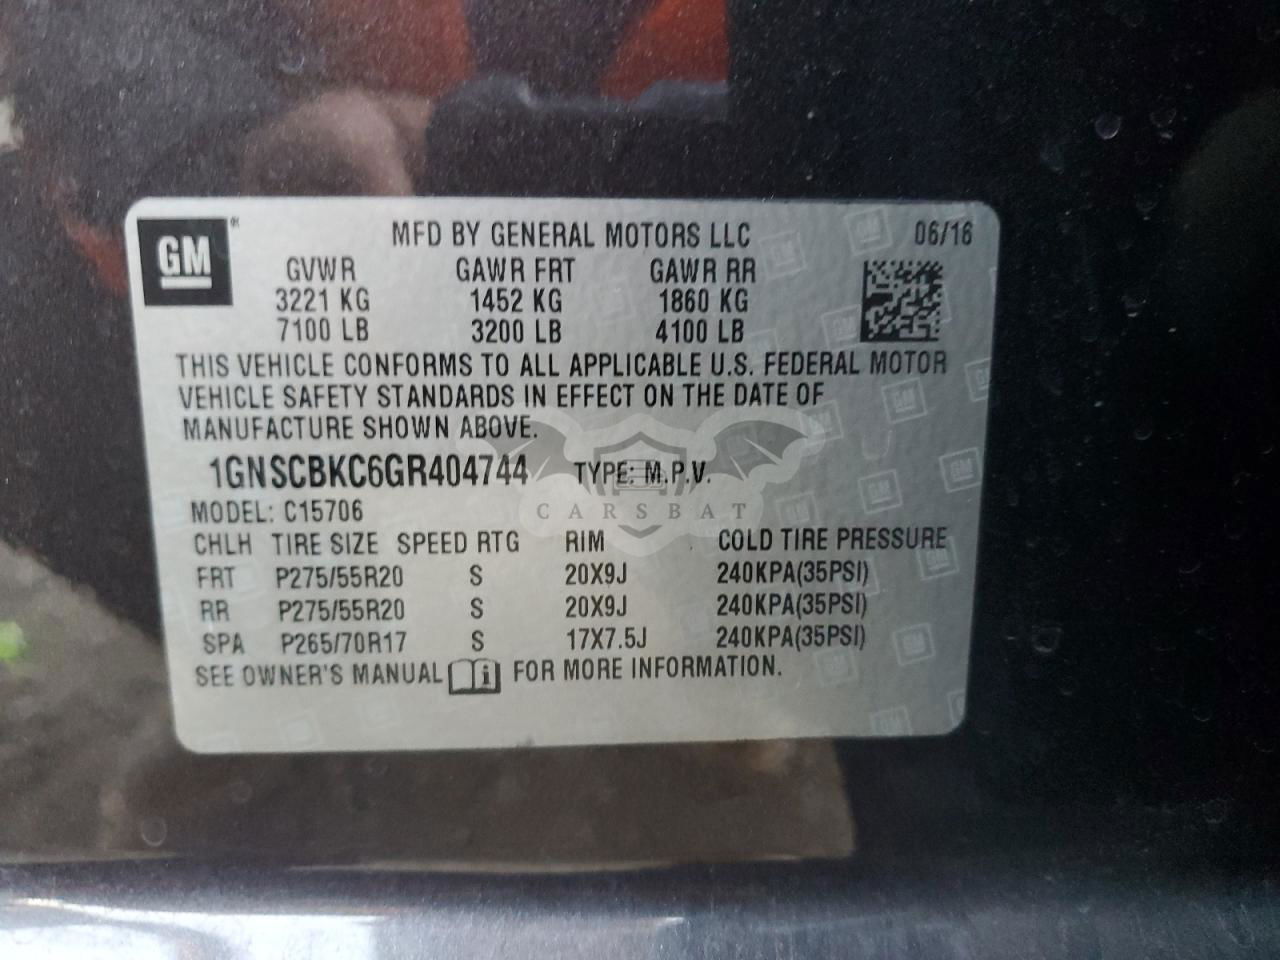 GM
MFD BY GENERAL MOTORS LLC 06/16
GVWR GAWR FRT GAWR RR
3221 KG 1452 KG 1860 KG
7100 LB 3200 LB 4100 LB
THIS VEHICLE CONFORMS TO ALL APPLICABLE U.S. FEDERAL MOTOR
VEHICLE SAFETY STANDARDS IN EFFECT ON THE DATE OF
MANUFACTURE SHOWN ABOVE.
1GNSCBKC6GR404744 TYPE: M.P.V.
CARSBAT
MODEL: C15706
CHLH TIRE SIZE SPEED RTG RIM COLD TIRE PRESSURE
FRT P275/55R20 S 20X9J 240KPA(35PSI)
RR P275/55R20 S 20X9J 240KPA(35PSI)
SPA P265/70R17 S 17X7.5J 240KPA(35PSI)
SEE OWNER'S MANUAL FOR MORE INFORMATION.